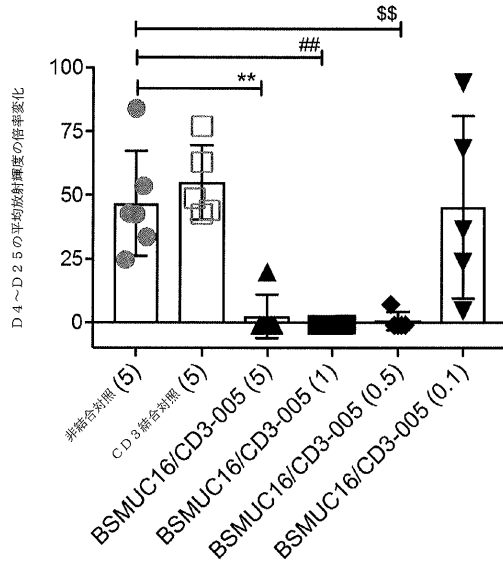 $$
##
**
D4～D25の平均放射輝度の倍率変化
100
75
50
25
0
非結合対照 (5)
CD3結合対照 (5)
BSMUC16/CD3-005 (5)
BSMUC16/CD3-005 (1)
BSMUC16/CD3-005 (0.5)
BSMUC16/CD3-005 (0.1)